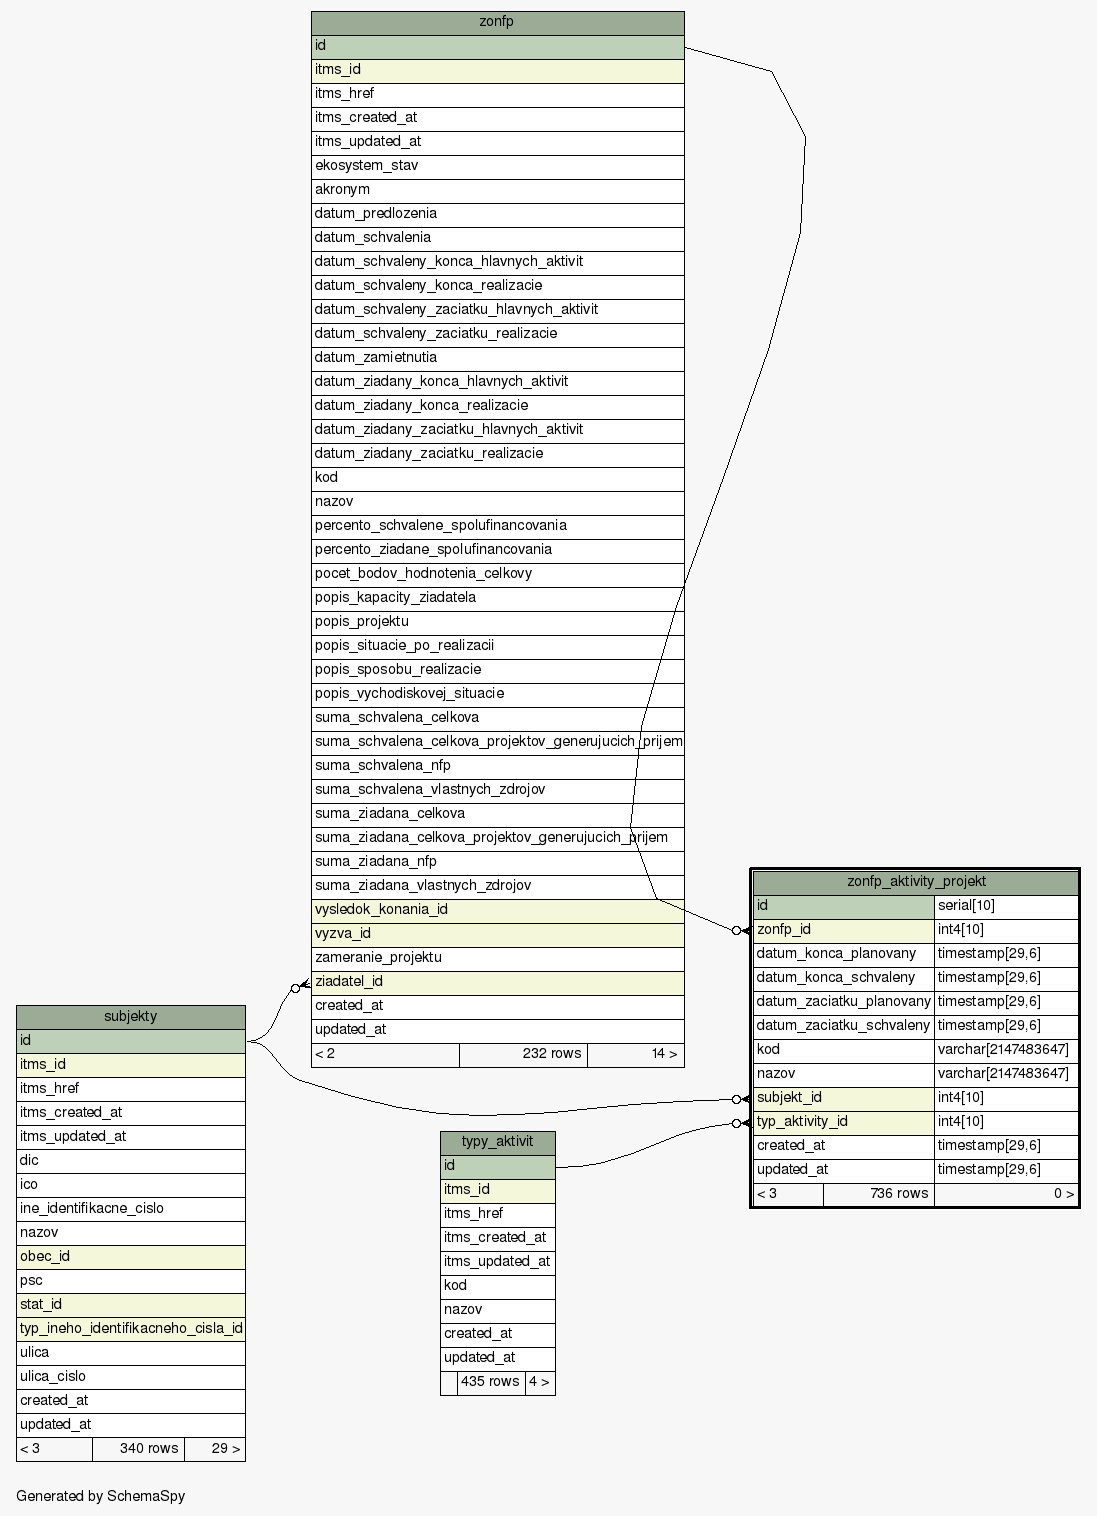 zonfp
id
itms_id
itms_href
itms_created_at
itms_updated_at
ekosystem_stav
akronym
datum_predlozenia
datum_schvalenia
datum_schvaleny_konca_hlavnych_aktivit
datum_schvaleny_konca_realizacie
datum_schvaleny_zaciatku_hlavnych_aktivit
datum_schvaleny_zaciatku_realizacie
datum_zamietnutia
datum_ziadany_konca_hlavnych_aktivit
datum_ziadany_konca_realizacie
datum_ziadany_zaciatku_hlavnych_aktivit
datum_ziadany_zaciatku_realizacie
kod
nazov
percento_schvalene_spolufinancovania
percento_ziadane_spolufinancovania
pocet_bodov_hodnotenia_celkovy
popis_kapacity_ziadatela
popis_projektu
popis_situacie_po_realizacii
popis_sposobu_realizacie
popis_vychodiskovej_situacie
suma_schvalena_celkova
suma_schvalena_celkova_projektov_generujucich_prijem
suma_schvalena_nfp
suma_schvalena_vlastnych_zdrojov
suma_ziadana_celkova
suma_ziadana_celkova_projektov_generujucich_prijem
suma_ziadana_nfp
suma_ziadana_vlastnych_zdrojov
vysledok_konania_id
vyzva_id
zameranie_projektu
ziadatel_id
created_at
updated_at
< 2 232 rows 14 >
zonfp_aktivity_projekt
id serial[10]
zonfp_id int4[10]
datum_konca_planovany timestamp[29,6]
datum_konca_schvaleny timestamp[29,6]
datum_zaciatku_planovany timestamp[29,6]
datum_zaciatku_schvaleny timestamp[29,6]
kod varchar[2147483647]
nazov varchar[2147483647]
subjekt_id int4[10]
typ_aktivity_id int4[10]
created_at timestamp[29,6]
updated_at timestamp[29,6]
< 3 736 rows 0 >
subjekty
id
itms_id
itms_href
itms_created_at
itms_updated_at
dic
ico
ine_identifikacne_cislo
nazov
obec_id
psc
stat_id
typ_ineho_identifikacneho_cisla_id
ulica
ulica_cislo
created_at
updated_at
< 3 340 rows 29 >
typy_aktivit
id
itms_id
itms_href
itms_created_at
itms_updated_at
kod
nazov
created_at
updated_at
435 rows 4 >
Generated by SchemaSpy